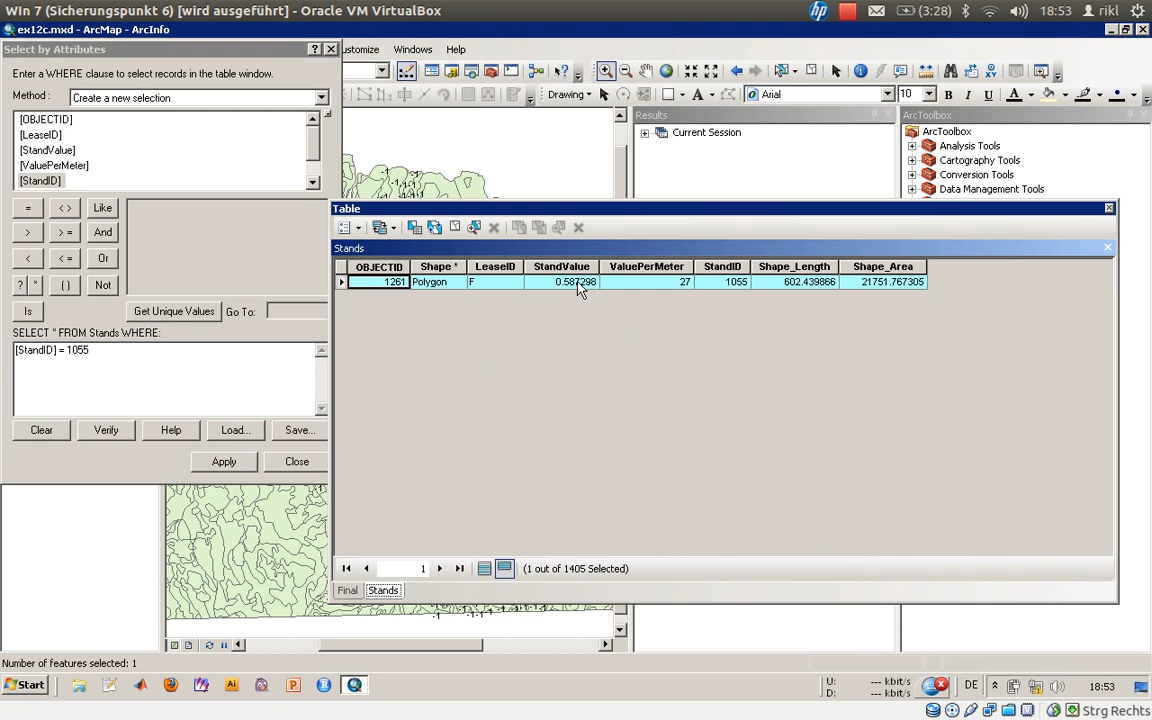 Win 7 (Sicherungspunkt 6) [wird ausgeführt] - Oracle VM VirtualBox
(3:28)
18:53
rikl
ex12c.mxd - ArcMap - ArcInfo
Select by Attributes
ustomize
Windows
Help
Enter a WHERE clause to select records in the table window.
Method :
Create a new selection
[OBJECTID]
[LeaseID]
[StandValue]
[ValuePerMeter]
[StandID]
Drawing
Arial
10
B
I
U
A
Results
ArcToolbox
Current Session
ArcToolbox
Analysis Tools
Cartography Tools
Conversion Tools
Data Management Tools
=
< >
Like
>
> =
And
<
< =
Or
? *
( )
Not
Is
Get Unique Values
Go To:
SELECT * FROM Stands WHERE:
[StandID] = 1055
Clear
Verify
Help
Load...
Save...
Apply
Close
Table
Stands
OBJECTID Shape * LeaseID StandValue ValuePerMeter StandID Shape_Length Shape_Area
1261 Polygon F 0.587298 27 1055 602.439866 21751.767305
1
(1 out of 1405 Selected)
Final
Stands
Number of features selected: 1
Start
U: --- kbit/s
D: --- kbit/s
DE
18:53
Strg Rechts